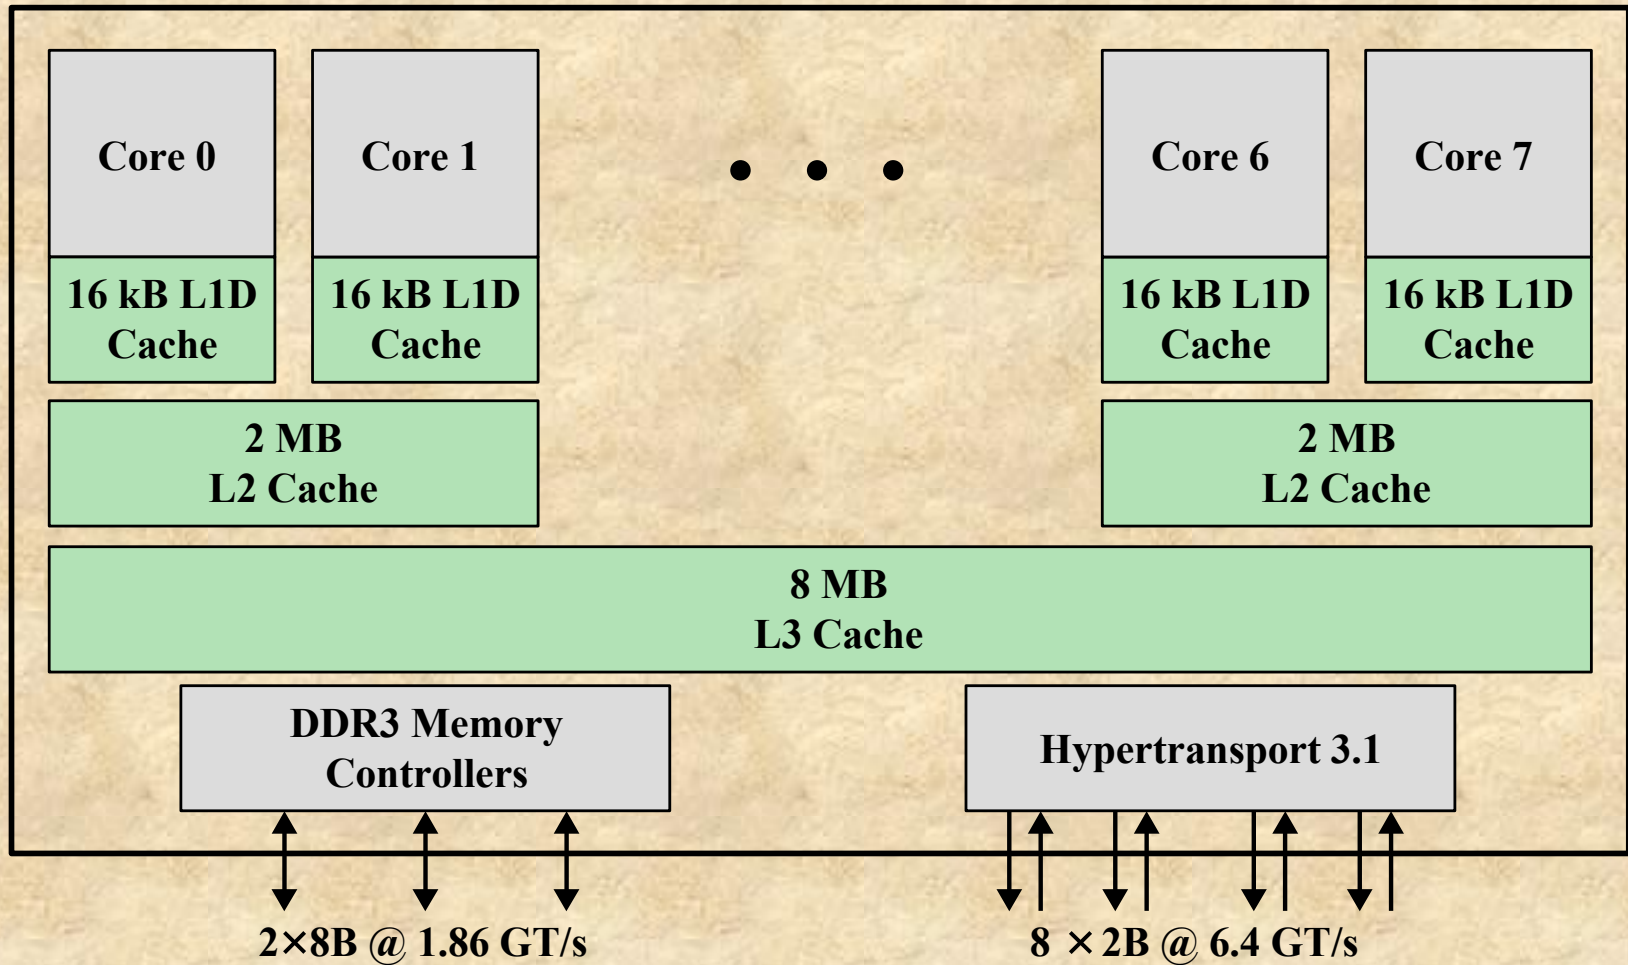 Core 0
Core 1
Core 6
Core 7
16 kB L1D
Cache
16 kB L1D
Cache
16 kB L1D
Cache
16 kB L1D
Cache
2 MB
L2 Cache
2 MB
L2 Cache
8 MB
L3 Cache
DDR3 Memory
Controllers
Hypertransport 3.1
2×8B @ 1.86 GT/s
8 × 2B @ 6.4 GT/s